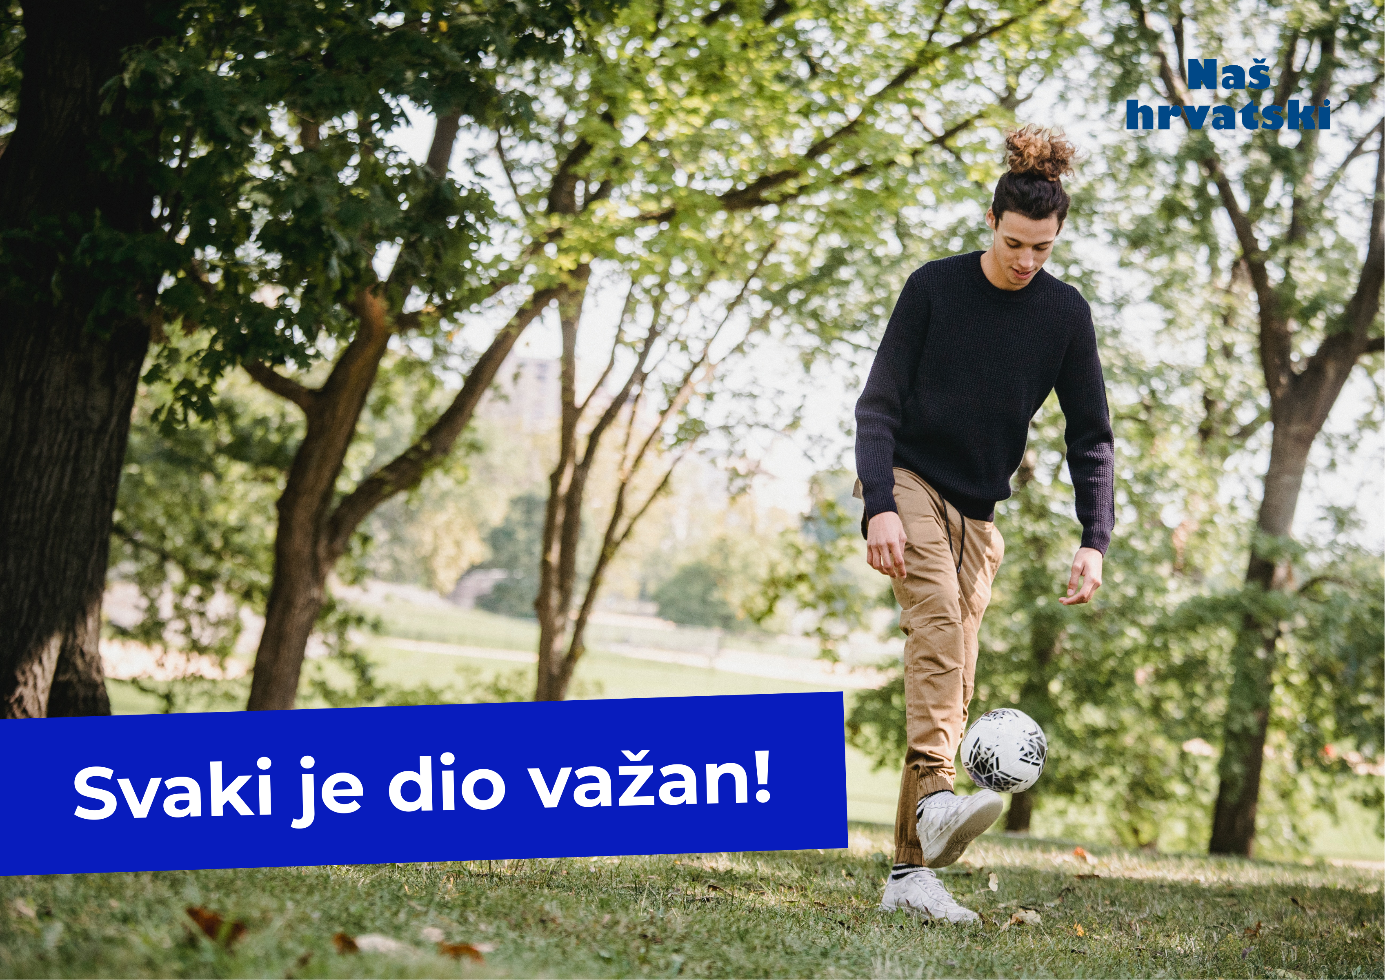 Naš
hrvatski
Svaki je dio važan!